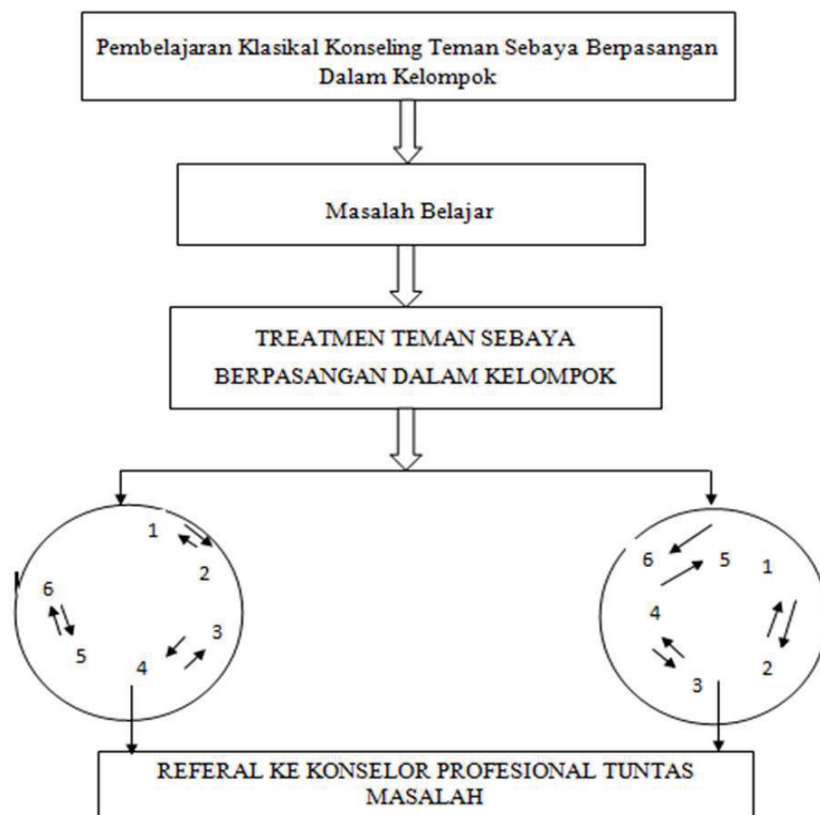 Pembelajaran Klasikal Konseling Teman Sebaya Berpasangan
Dalam Kelompok
Masalah Belajar
TREATMEN TEMAN SEBAYA
BERPASANGAN DALAM KELOMPOK
1
2
3
4
5
6
6
5
1
4
2
3
REFERAL KE KONSELOR PROFESIONAL TUNTAS
MASALAH